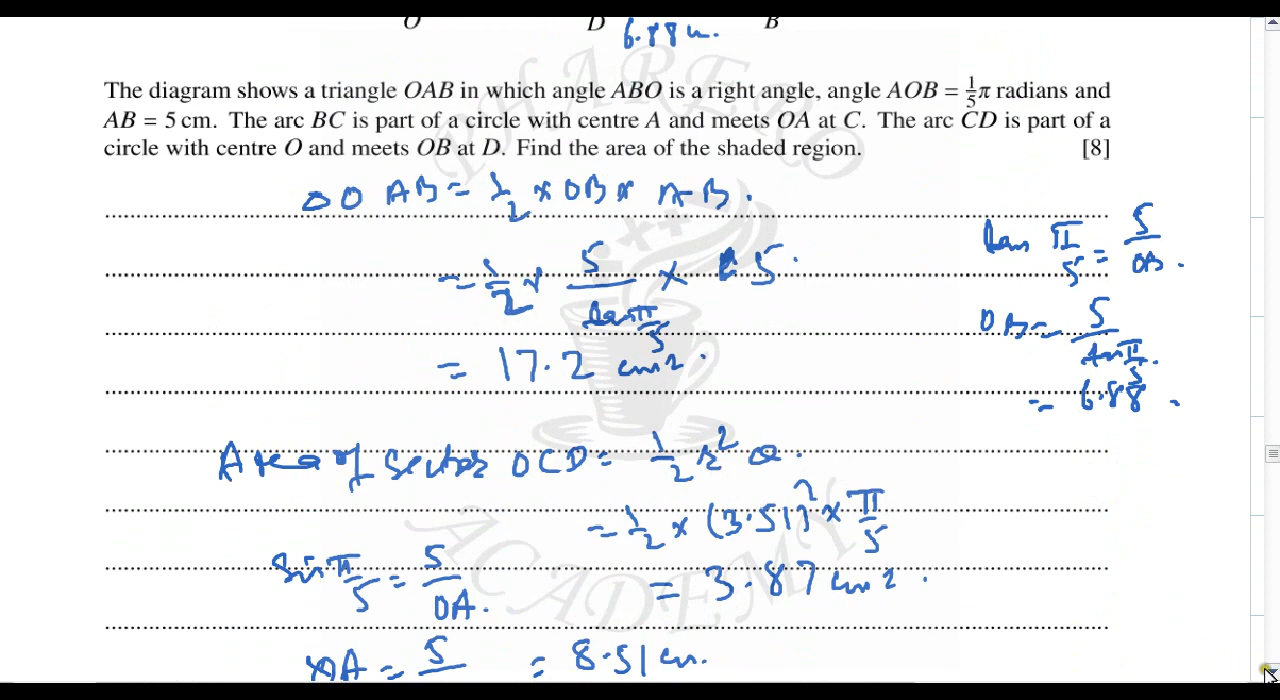 O D B
6.88 cm.
The diagram shows a triangle OAB in which angle ABO is a right angle, angle AOB = 1/5 π radians and
AB = 5 cm. The arc BC is part of a circle with centre A and meets OA at C. The arc CD is part of a
circle with centre O and meets OB at D. Find the area of the shaded region. [8]
△OAB = 1/2 × OB × AB.
= 1/2 × 5/tan π/5 × 5.
= 17.2 cm².
tan π/5 = 5/OB.
OB = 5/tan π/5.
= 6.88.
Area of sector OCD = 1/2 r² θ.
= 1/2 × (3.51)² × π/5
= 3.87 cm².
Sin π/5 = 5/OA.
OA = 5 = 8.51 cm.
PHARERO
ACADEMY